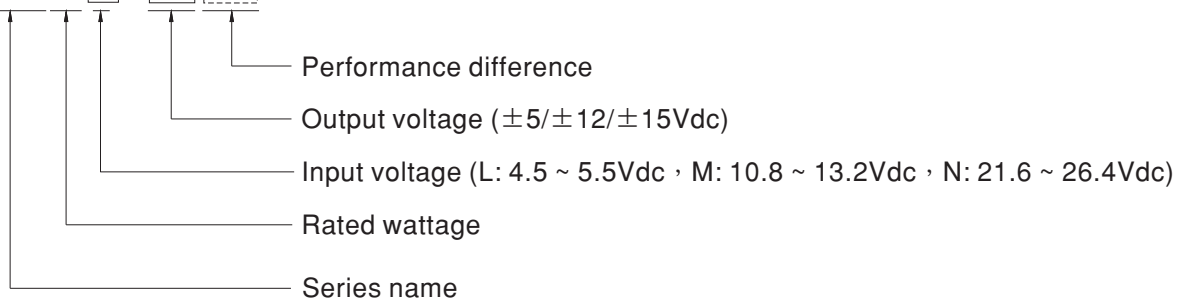 Performance difference
Output voltage (±5/±12/±15Vdc)
Input voltage (L: 4.5 ~ 5.5Vdc，M: 10.8 ~ 13.2Vdc，N: 21.6 ~ 26.4Vdc)
Rated wattage
Series name